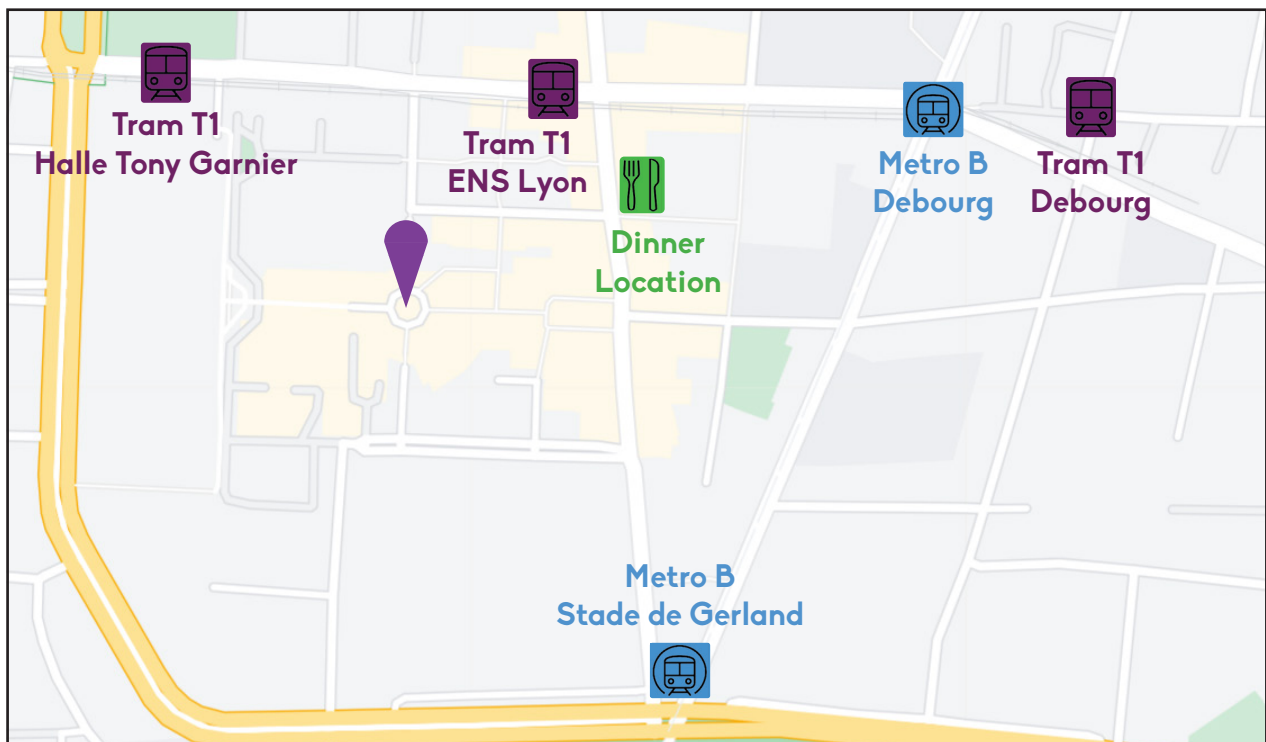 Tram T1
Halle Tony Garnier
Tram T1
ENS Lyon
Metro B
Debourg
Tram T1
Debourg
Dinner
Location
Metro B
Stade de Gerland